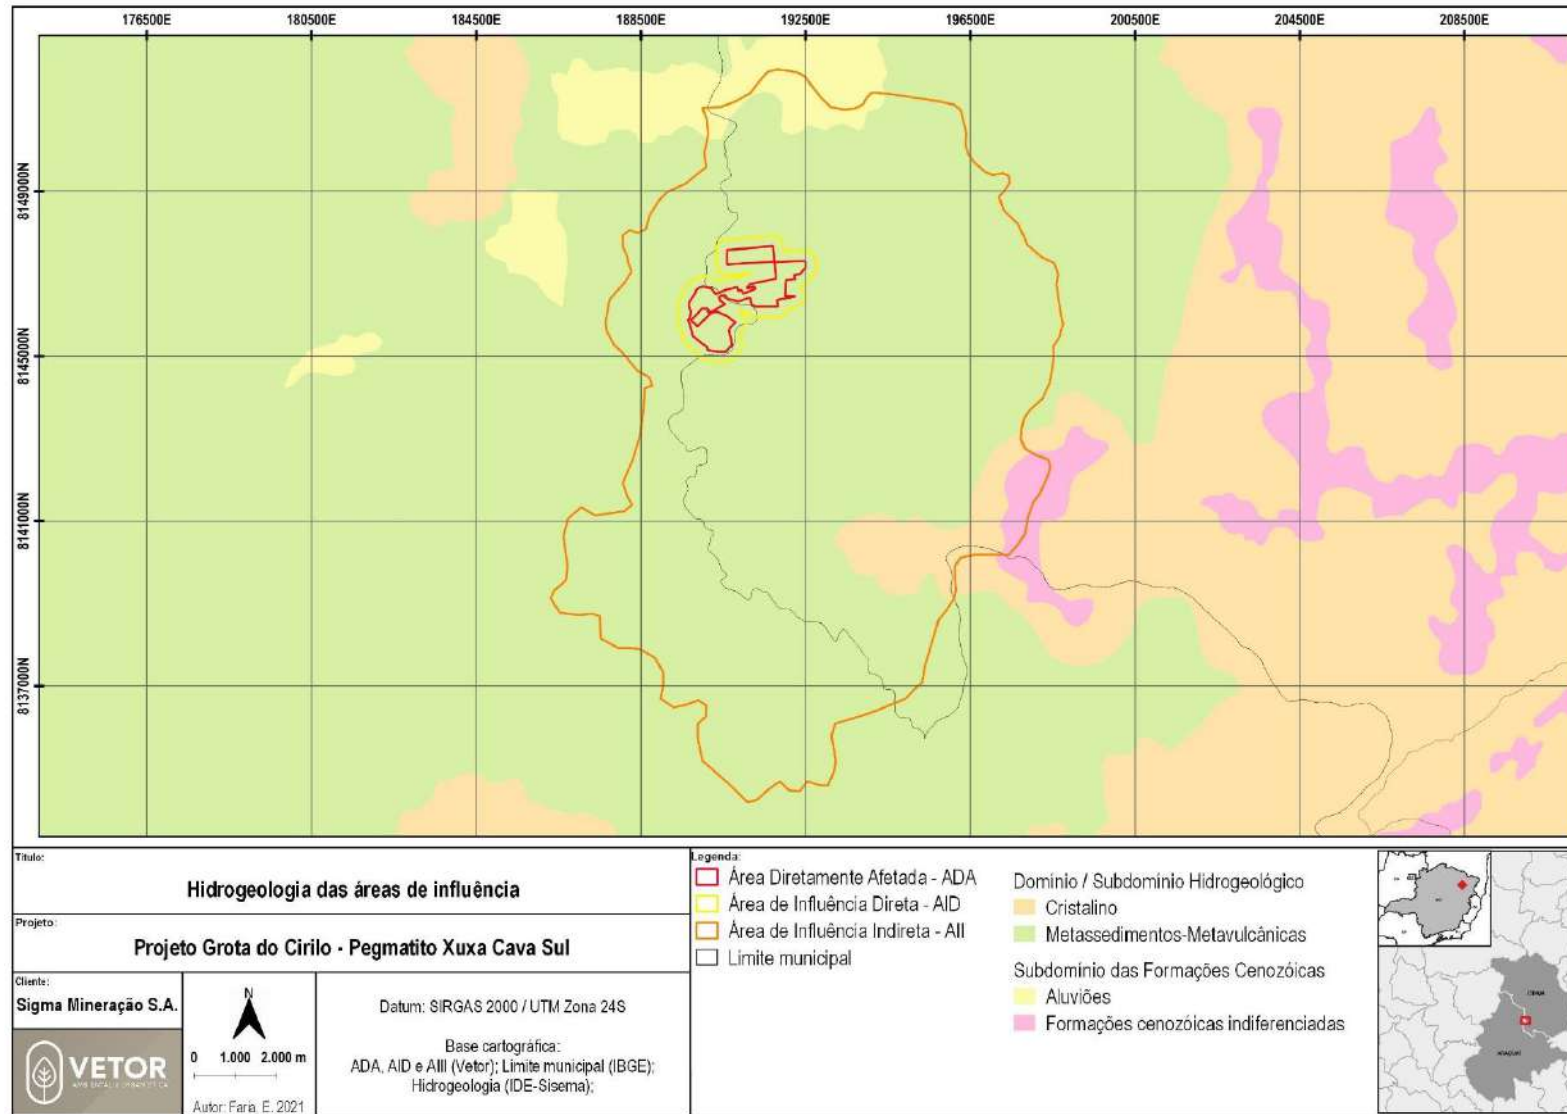 176500E 180500E 184500E 188500E 192500E 196500E 200500E 204500E 208500E
8149000N
8145000N
8141000N
8137000N
Título:
Hidrogeologia das áreas de influência
Projeto:
Projeto Grota do Cirilo - Pegmatito Xuxa Cava Sul
Cliente:
Sigma Mineração S.A.
VETOR
N
0 1.000 2.000 m
Autor: Faria, E. 2021
Datum: SIRGAS 2000 / UTM Zona 24S
Base cartográfica:
ADA, AID e AIII (Vetor); Limite municipal (IBGE);
Hidrogeologia (IDE-Sisema);
Legenda:
Área Diretamente Afetada - ADA
Área de Influência Direta - AID
Área de Influência Indireta - AII
Limite municipal
Domínio / Subdomínio Hidrogeológico
Cristalino
Metassedimentos-Metavulcânicas
Subdomínio das Formações Cenozóicas
Aluviões
Formações cenozóicas indiferenciadas